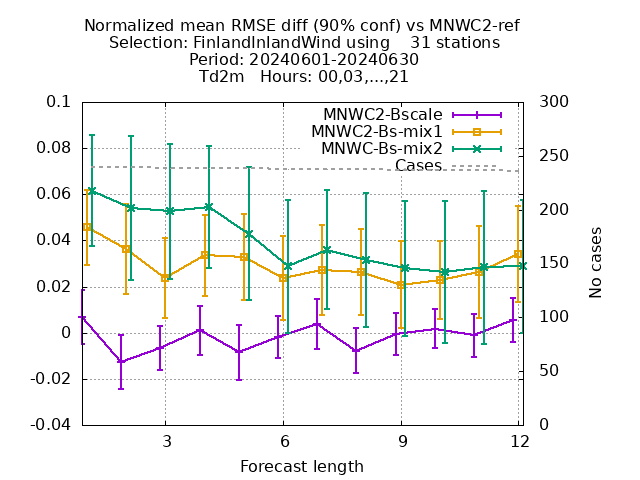 Normalized mean RMSE diff (90% conf) vs MNWC2-ref
Selection: FinlandInlandWind using    31 stations
Period: 20240601-20240630
Td2m   Hours: 00,03,...,21
MNWC2-Bscale
MNWC2-Bs-mix1
MNWC-Bs-mix2
Cases
0.1
0.08
0.06
0.04
0.02
0
-0.02
-0.04
300
250
200
150
100
50
0
No cases
3
6
9
12
Forecast length